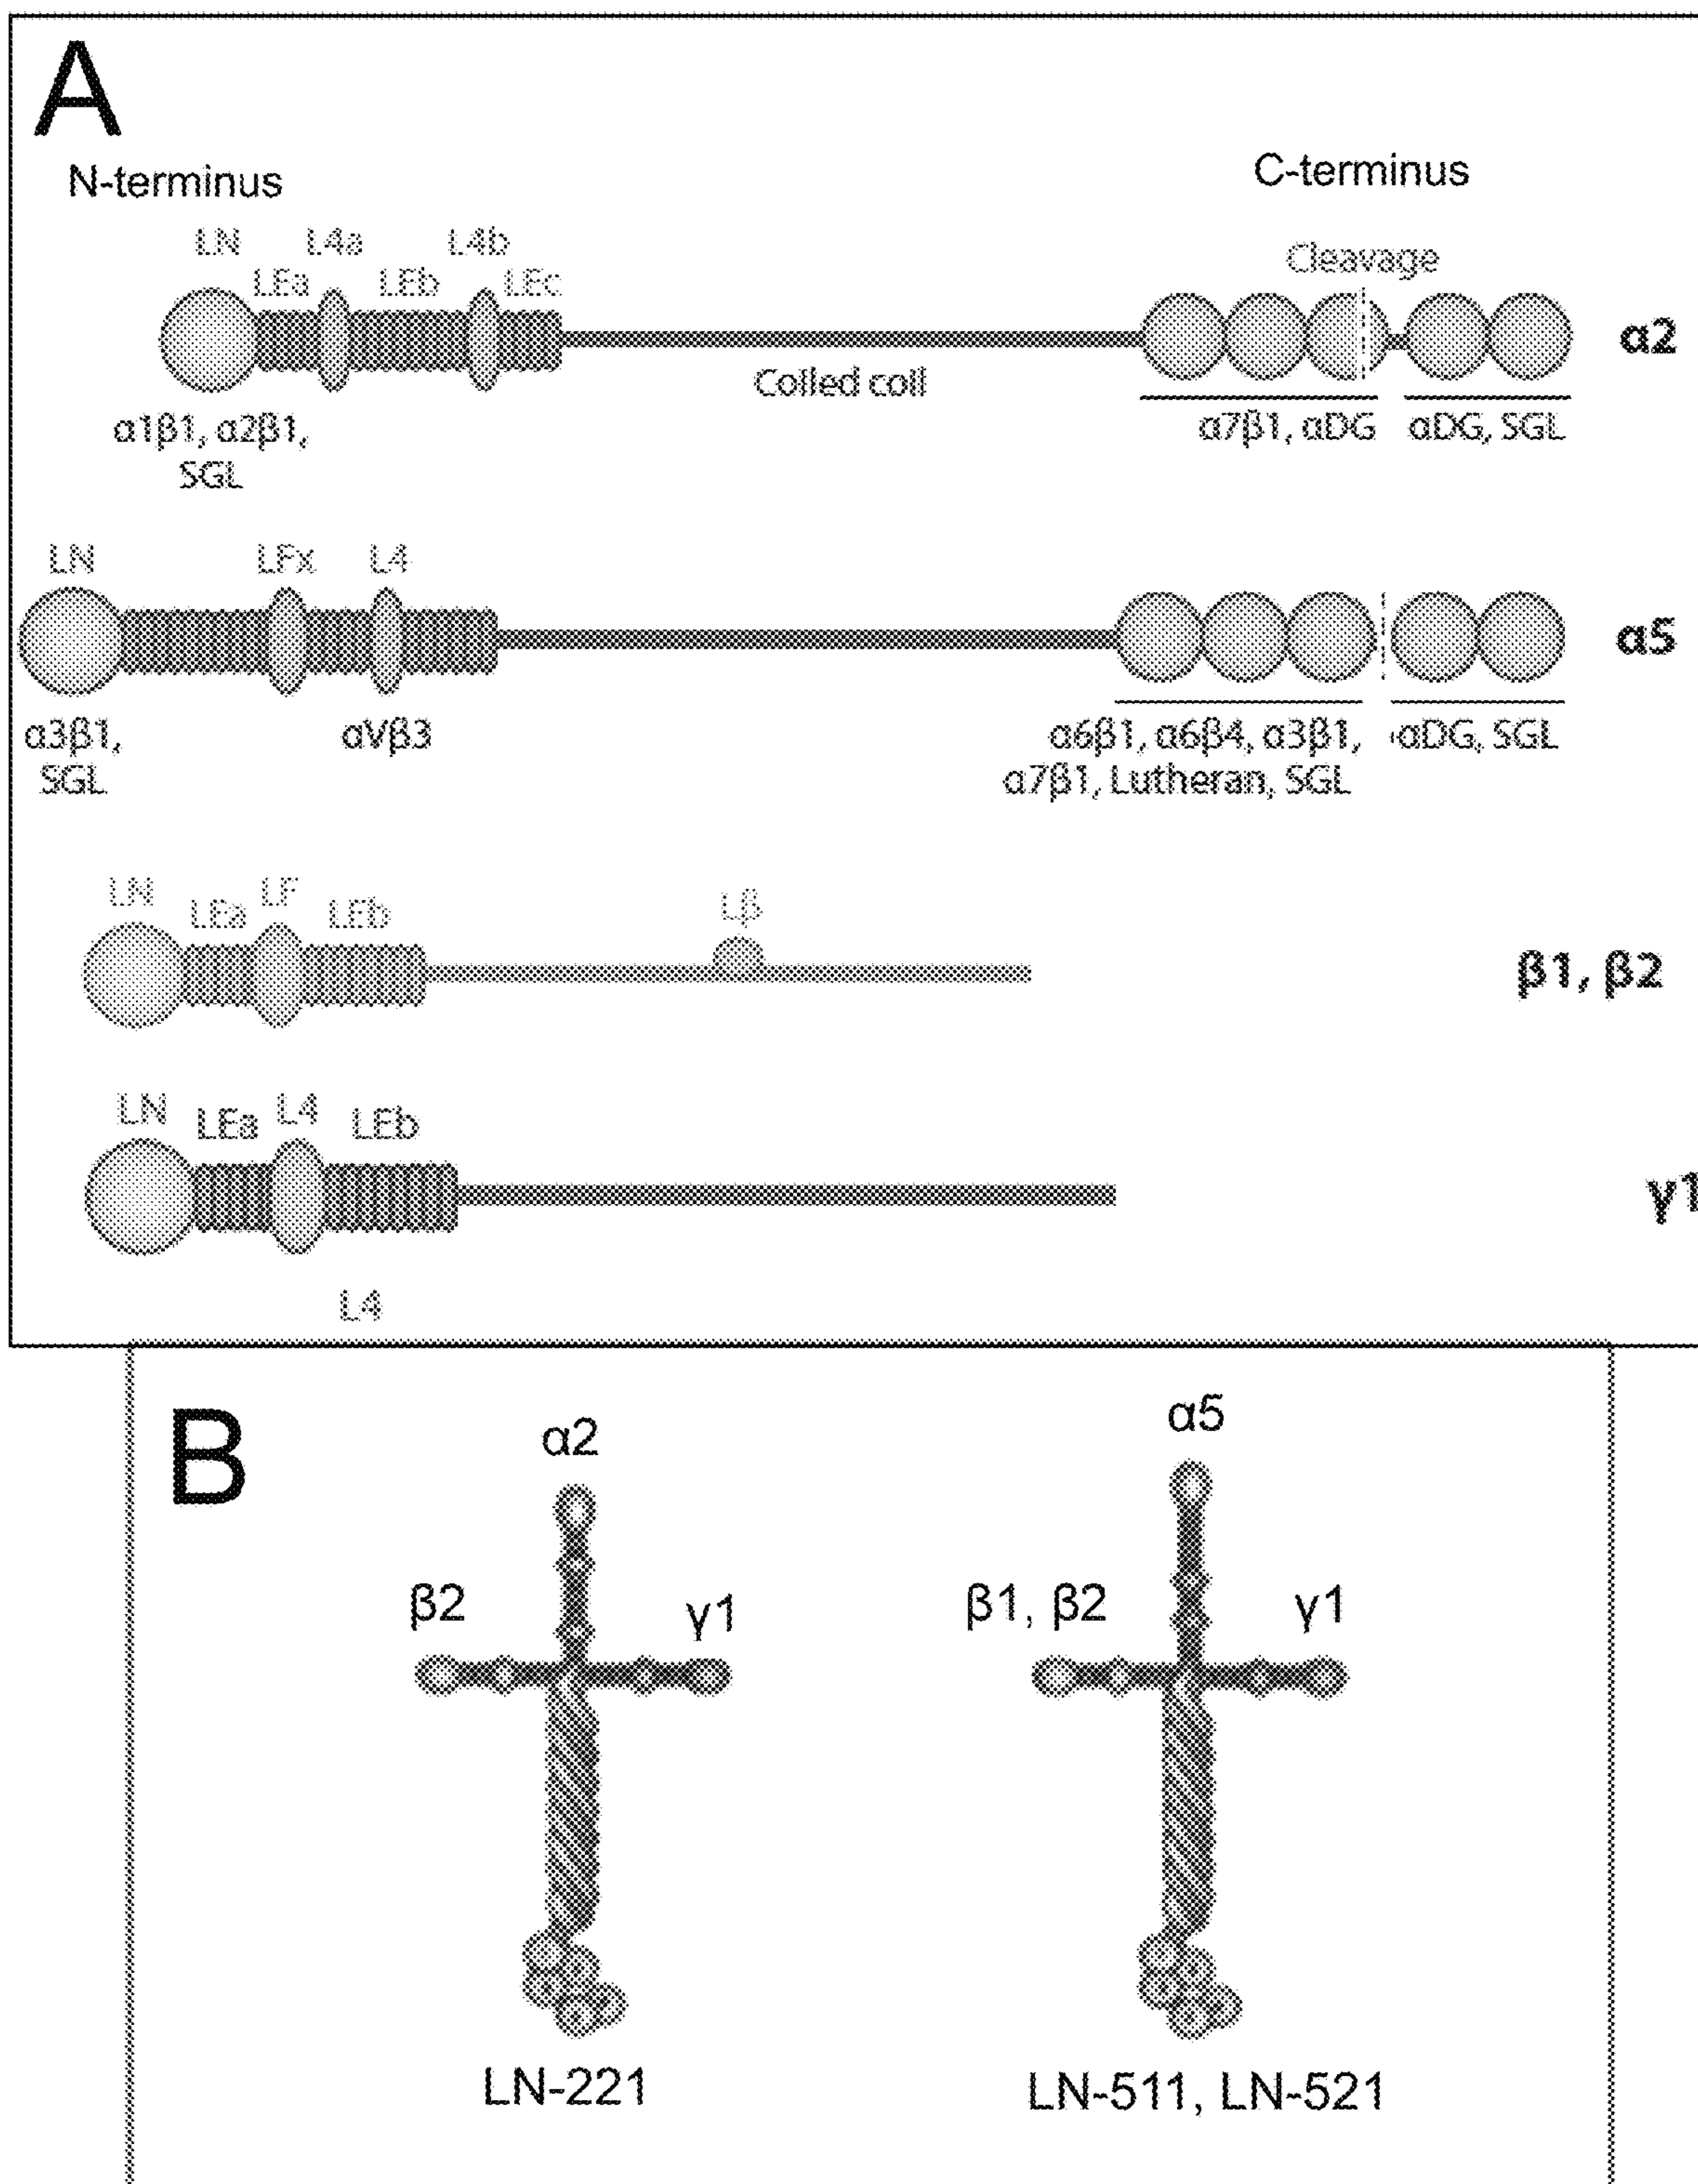 A
N-terminus
C-terminus
LN L4a L4b
Cleavage
LEa LEb LEc
α2
Coiled coil
α1β1, α2β1,
SGL
α7β1, αDG αDG, SGL
LN LFx L4
α5
α3β1,
SGL
αVβ3
α6β1, α6β4, α3β1,
α7β1, Lutheran, SGL
αDG, SGL
LN LF
LEa LEb
Lβ
β1, β2
LN L4
LEa LEb
γ1
L4
B
α2 α5
β2 γ1 β1, β2 γ1
LN-221 LN-511, LN-521